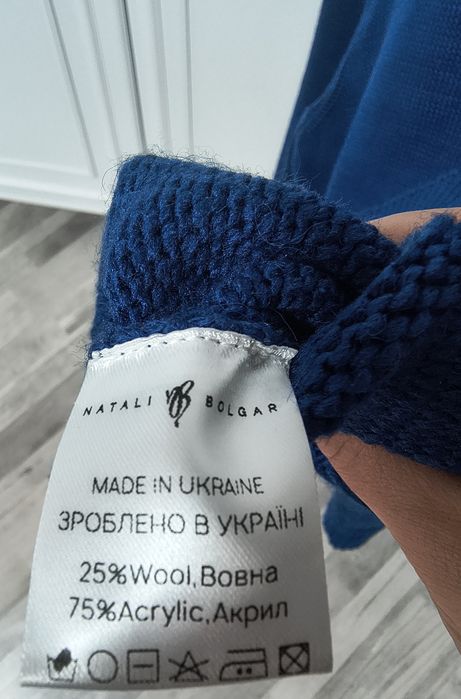 NATALI BOLGAR
MADE IN UKRAINE
ЗРОБЛЕНО В УКРАЇНІ
25%Wool,Вовна
75%Acrylic,Акрил